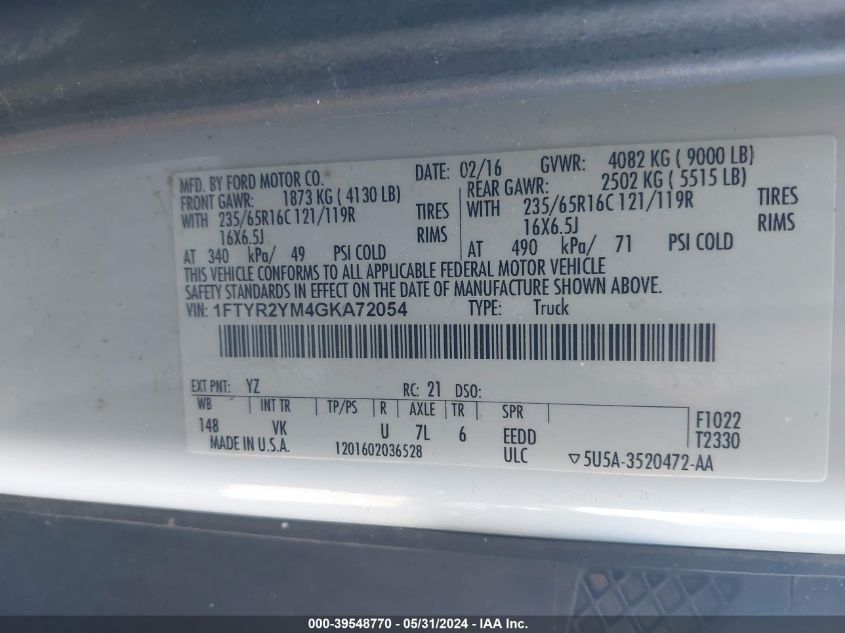 MFD. BY FORD MOTOR CO. DATE: 02/16 GVWR: 4082 KG ( 9000 LB)
FRONT GAWR: 1873 KG ( 4130 LB) REAR GAWR: 2502 KG ( 5515 LB)
WITH 235/65R16C 121/119R TIRES WITH 235/65R16C 121/119R TIRES
16X6.5J RIMS 16X6.5J RIMS
AT 340 kPa/ 49 PSI COLD AT 490 kPa/ 71 PSI COLD
THIS VEHICLE CONFORMS TO ALL APPLICABLE FEDERAL MOTOR VEHICLE
SAFETY STANDARDS IN EFFECT ON THE DATE OF MANUFACTURE SHOWN ABOVE.
VIN: 1FTYR2YM4GKA72054 TYPE: Truck
EXT PNT: YZ RC: 21 DSO:
WB INT TR TP/PS R AXLE TR SPR F1022
148 VK U 7L 6 EEDD T2330
MADE IN U.S.A. 1201602036528 ULC ▽5U5A-3520472-AA
000-39548770 - 05/31/2024 - IAA Inc.